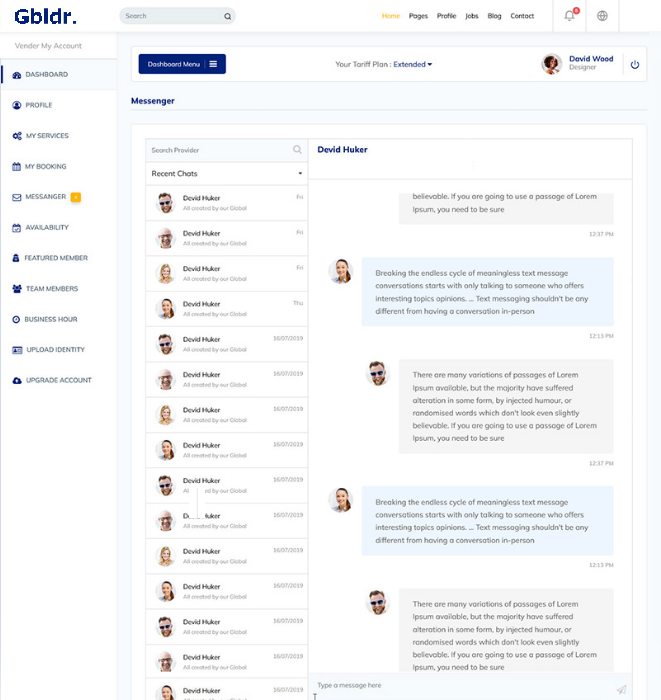 Gbldr.
Search
Home Pages Profile Jobs Blog Contact
Vender My Account
DASHBOARD
PROFILE
MY SERVICES
MY BOOKING
MESSANGER
AVAILABILITY
FEATURED MEMBER
TEAM MEMBERS
BUSINESS HOUR
UPLOAD IDENTITY
UPGRADE ACCOUNT
Dashboard Menu
Your Tariff Plan : Extended
David Wood
Designer
Messenger
Search Provider
Recent Chats
Devid Huker Fri
All created by our Global
Devid Huker Fri
All created by our Global
Devid Huker Fri
All created by our Global
Devid Huker Thu
All created by our Global
Devid Huker 16/07/2019
All created by our Global
Devid Huker 16/07/2019
All created by our Global
Devid Huker 16/07/2019
All created by our Global
Devid Huker 16/07/2019
All created by our Global
Devid Huker 16/07/2019
by our Global
Huker 16/07/2019
All created by our Global
Devid Huker 16/07/2019
All created by our Global
Devid Huker 16/07/2019
All created by our Global
Devid Huker 16/07/2019
All created by our Global
Devid Huker 16/07/2019
All created by our Global
Devid Huker 16/07/2019
All created by our Global
Devid Huker
believable. If you are going to use a passage of Lorem
Ipsum, you need to be sure
12:37 PM
Breaking the endless cycle of meaningless text message
conversations starts with only talking to someone who offers
interesting topics opinions. ... Text messaging shouldn't be any
different from having a conversation in-person
12:13 PM
There are many variations of passages of Lorem
Ipsum available, but the majority have suffered
alteration in some form, by injected humour, or
randomised words which don't look even slightly
believable. If you are going to use a passage of Lorem
Ipsum, you need to be sure
12:37 PM
Breaking the endless cycle of meaningless text message
conversations starts with only talking to someone who offers
interesting topics opinions. ... Text messaging shouldn't be any
different from having a conversation in-person
12:13 PM
There are many variations of passages of Lorem
Ipsum available, but the majority have suffered
alteration in some form, by injected humour, or
randomised words which don't look even slightly
believable. If you are going to use a passage of Lorem
Ipsum, you need to be sure
Type a message here